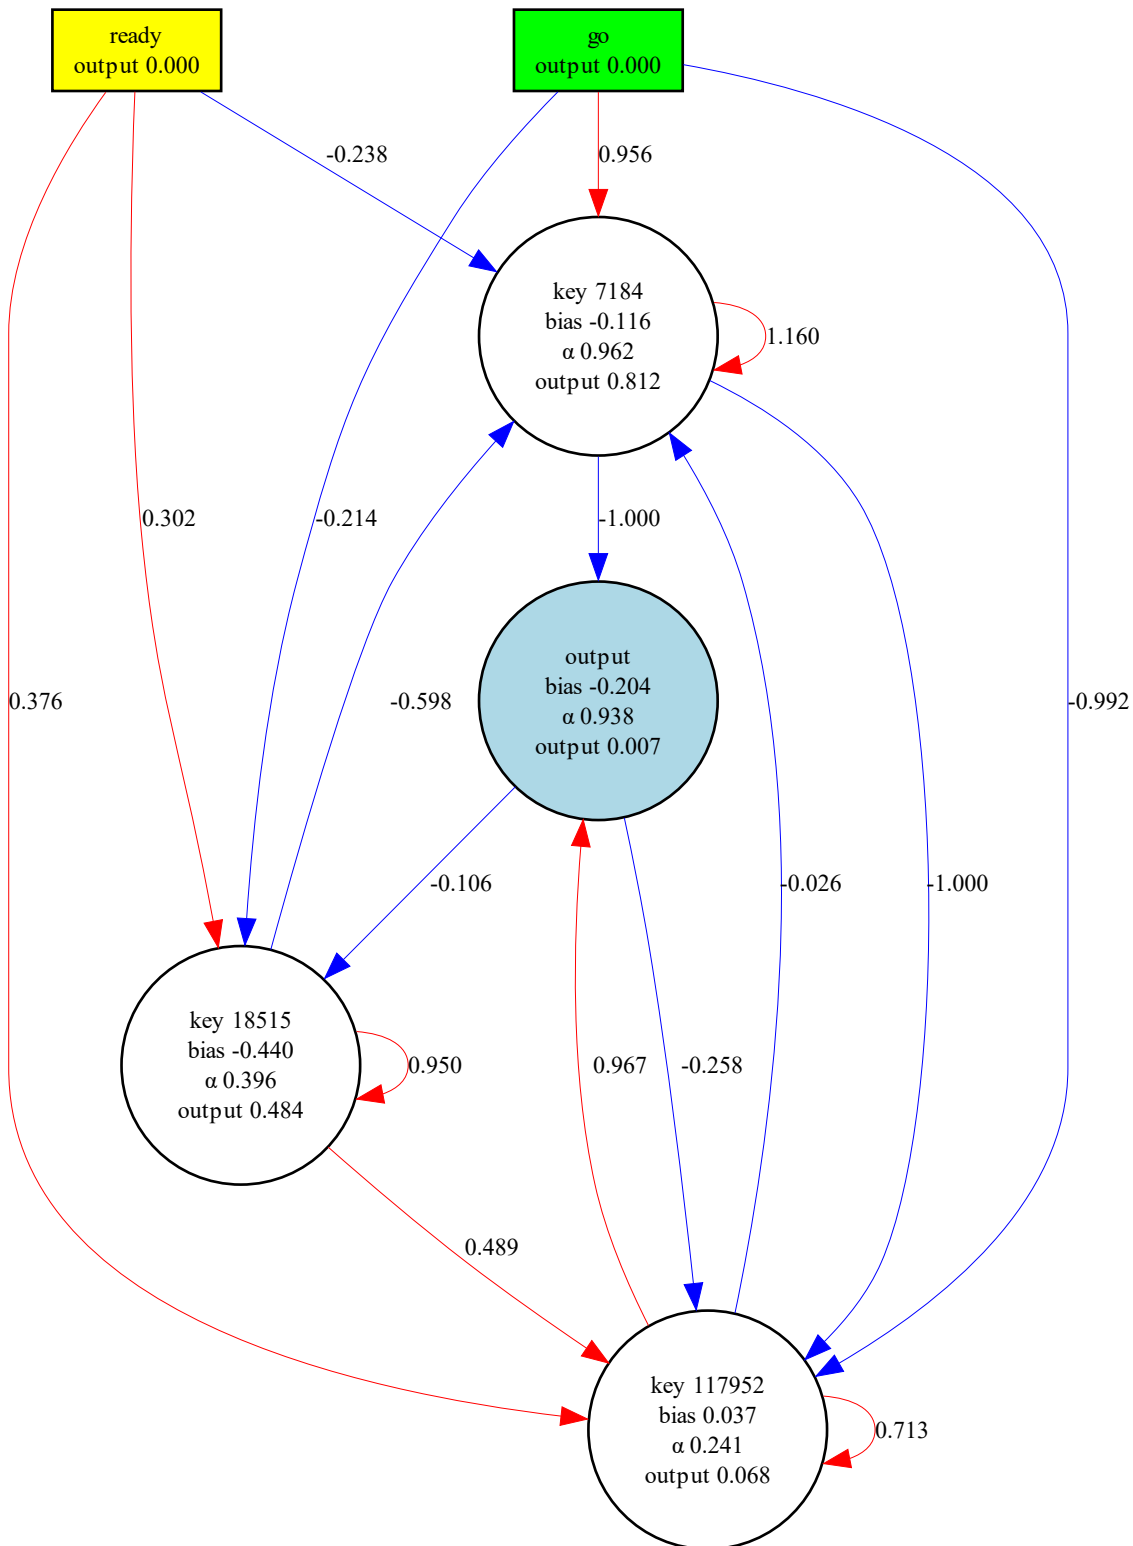 ready
output 0.000
go
output 0.000
-0.238
0.956
key 7184
bias -0.116
α 0.962
output 0.812
1.160
0.302
-0.214
-1.000
output
bias -0.204
α 0.938
output 0.007
0.376
-0.598
-0.992
-0.106
-0.026
-1.000
key 18515
bias -0.440
α 0.396
output 0.484
0.950
0.967
-0.258
0.489
key 117952
bias 0.037
α 0.241
output 0.068
0.713